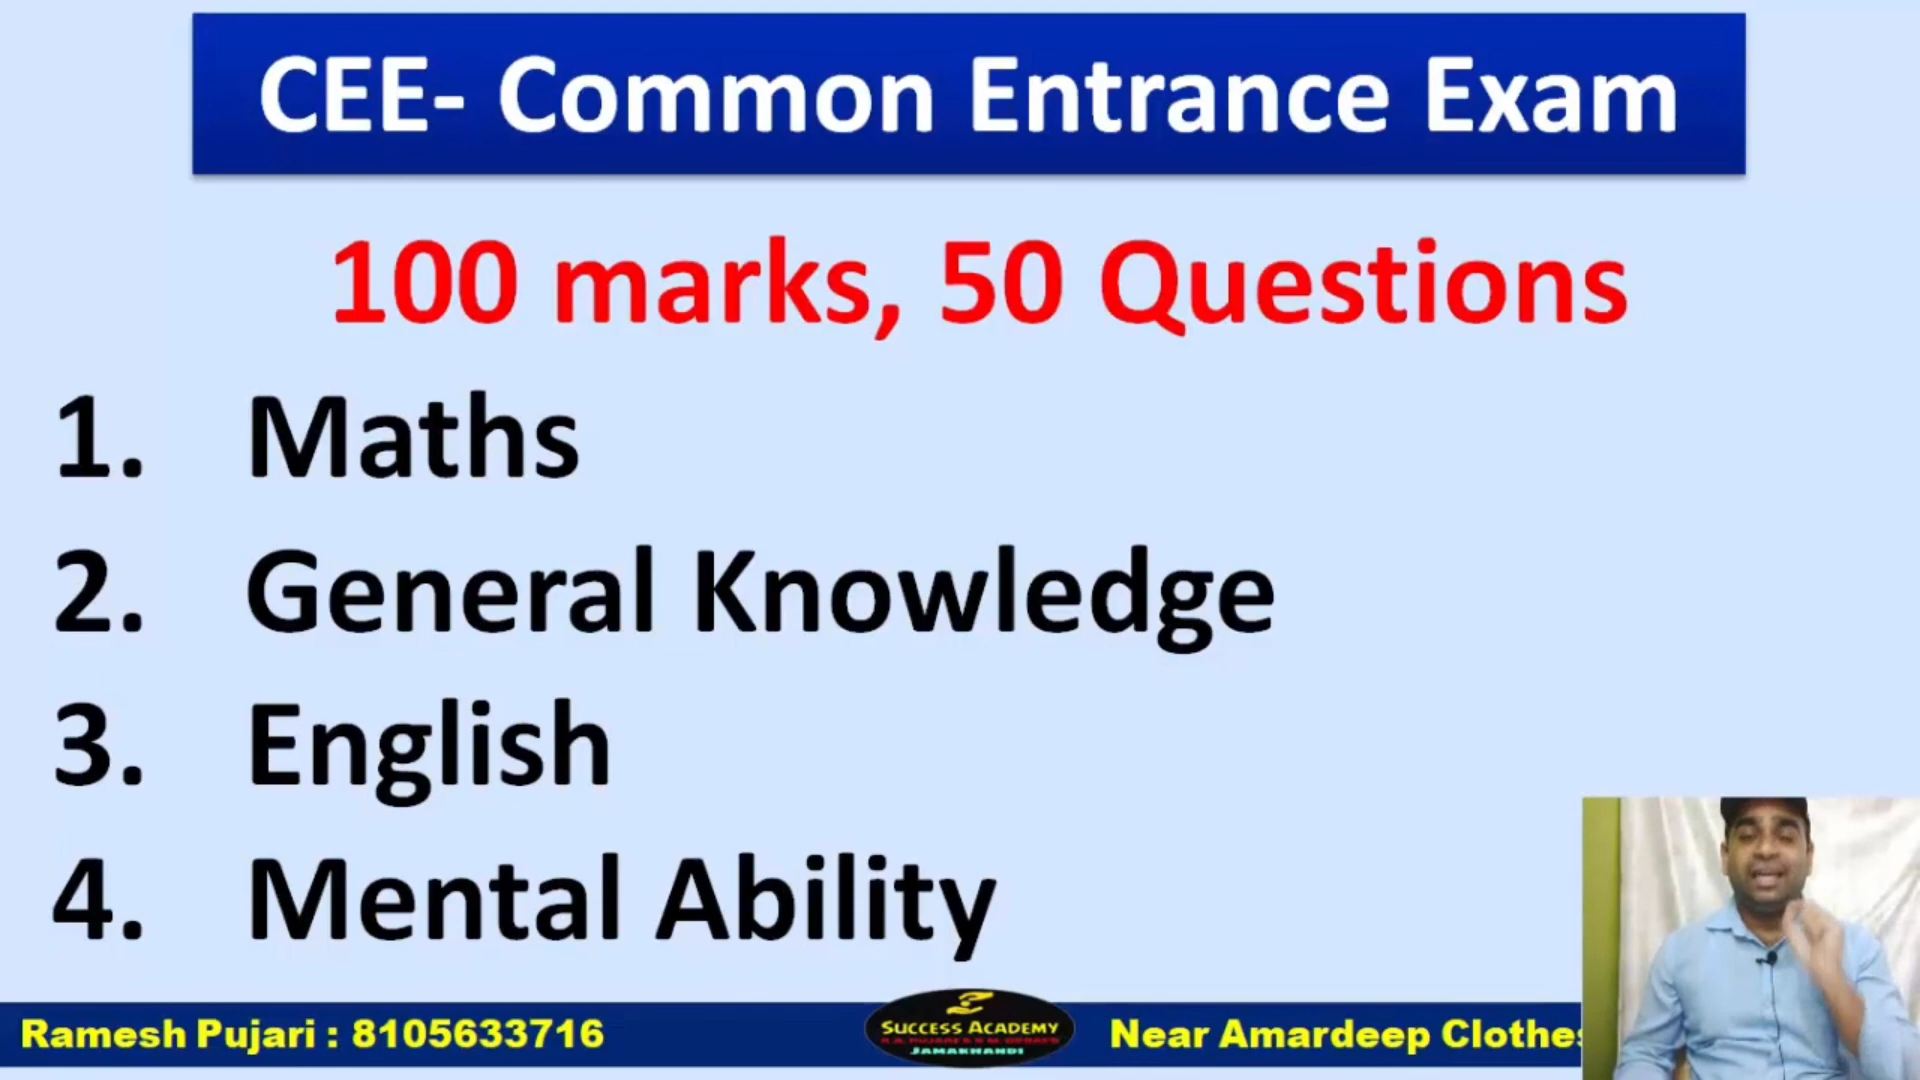 CEE- Common Entrance Exam
100 marks, 50 Questions
1. Maths
2. General Knowledge
3. English
4. Mental Ability
Ramesh Pujari : 8105633716
SUCCESS ACADEMY
JAMAKHANDI
Near Amardeep Clothes